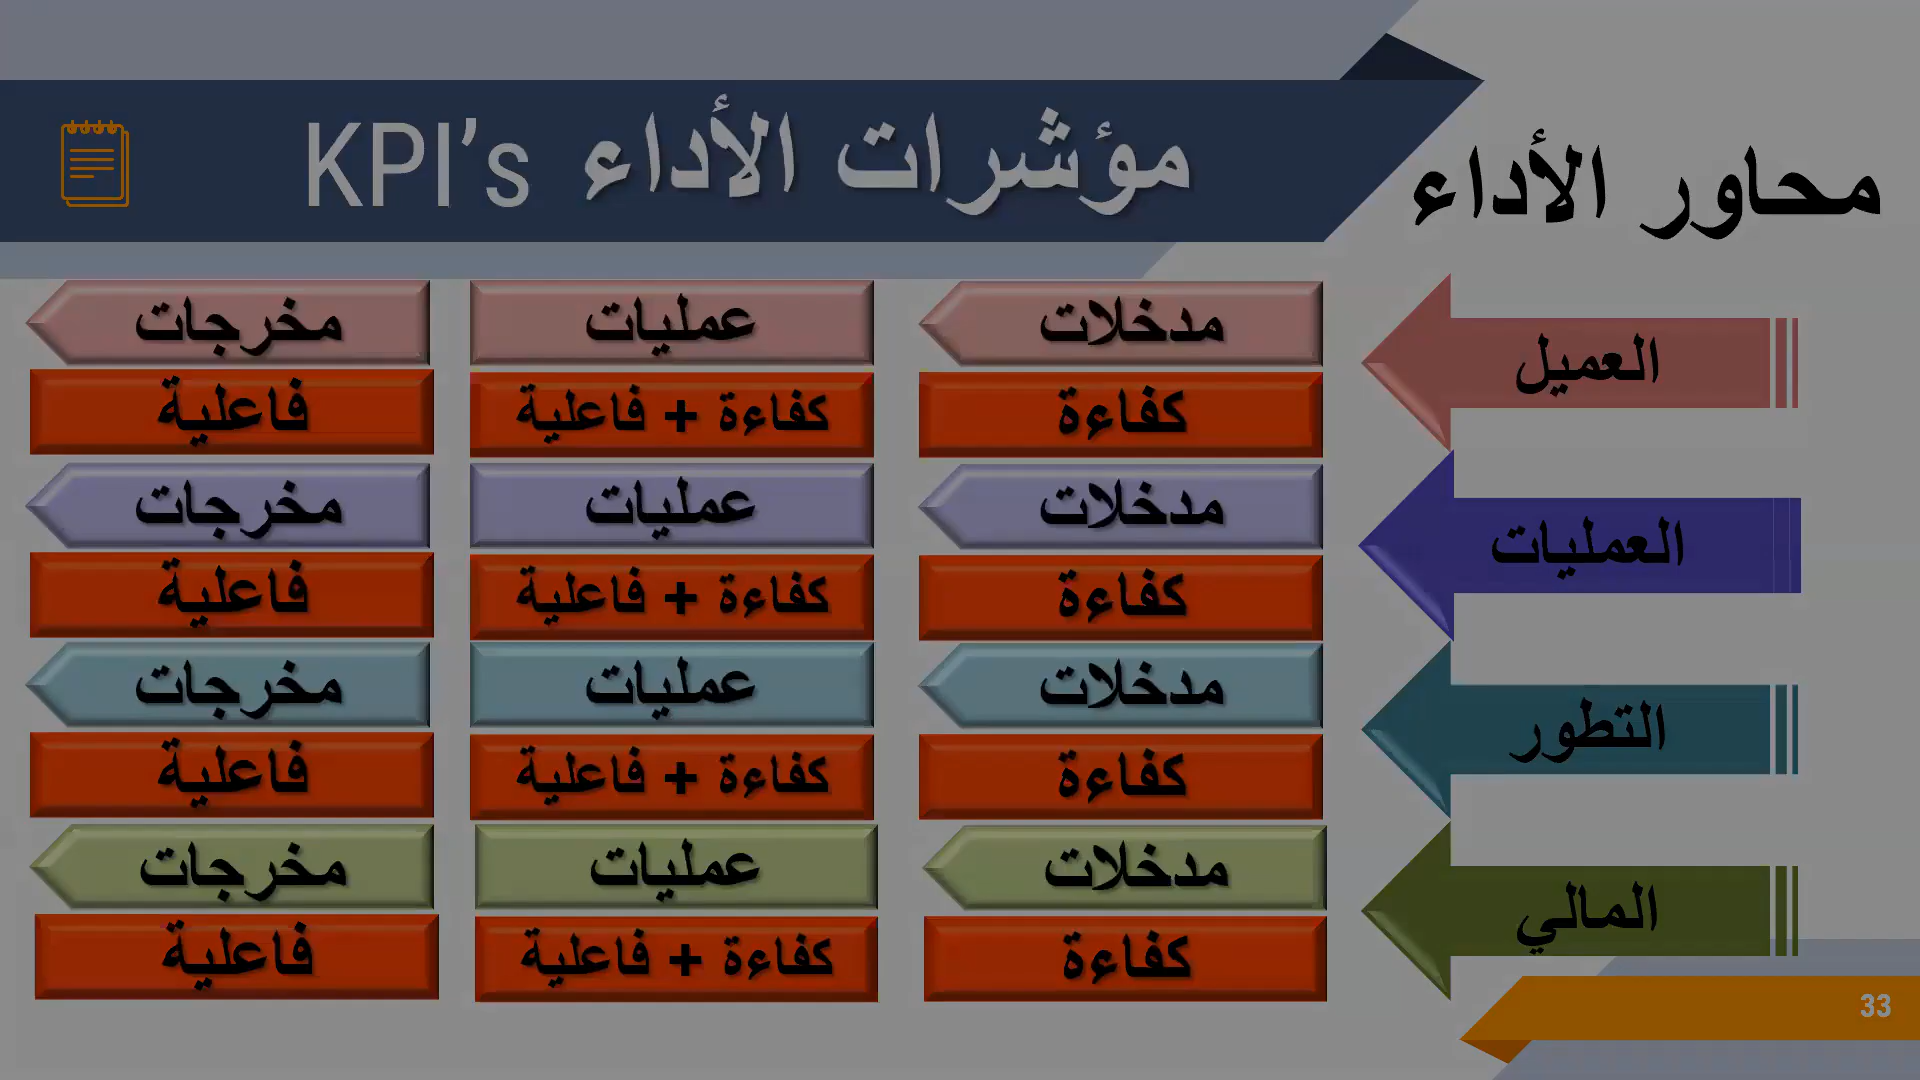 مؤشرات الأداء KPI’s
محاور الأداء
العميل
مدخلات
عمليات
مخرجات
كفاءة
كفاءة + فاعلية
فاعلية
العمليات
مدخلات
عمليات
مخرجات
كفاءة
كفاءة + فاعلية
فاعلية
التطور
مدخلات
عمليات
مخرجات
كفاءة
كفاءة + فاعلية
فاعلية
المالي
مدخلات
عمليات
مخرجات
كفاءة
كفاءة + فاعلية
فاعلية
33